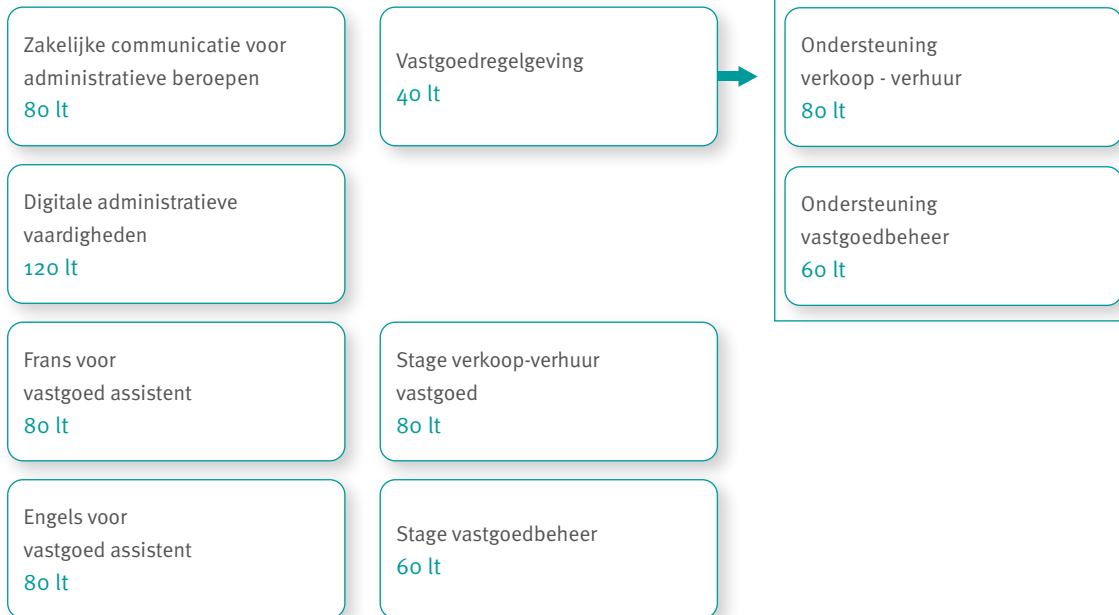 Zakelijke communicatie voor
administratieve beroepen
80 lt
Vastgoedregelgeving
40 lt
Ondersteuning
verkoop - verhuur
80 lt
Digitale administratieve
vaardigheden
120 lt
Ondersteuning
vastgoedbeheer
60 lt
Frans voor
vastgoed assistent
80 lt
Stage verkoop-verhuur
vastgoed
80 lt
Engels voor
vastgoed assistent
80 lt
Stage vastgoedbeheer
60 lt